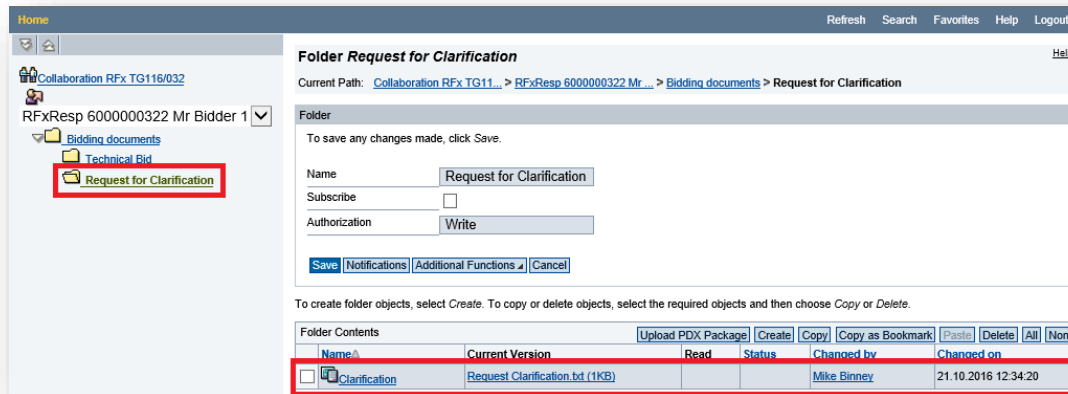 Home
Refresh Search Favorites Help Logout
Collaboration RFx TG116/032
RFxResp 6000000322 Mr Bidder 1
Bidding documents
Technical Bid
Request for Clarification
Folder Request for Clarification
Current Path: Collaboration RFx TG11... > RFxResp 6000000322 Mr ... > Bidding documents > Request for Clarification
Folder
To save any changes made, click Save.
Name Request for Clarification
Subscribe
Authorization Write
Save Notifications Additional Functions Cancel
To create folder objects, select Create. To copy or delete objects, select the required objects and then choose Copy or Delete.
Folder Contents Upload PDX Package Create Copy Copy as Bookmark Paste Delete All
Name Current Version Read Status Changed by Changed on
Clarification Request Clarification.txt (1KB) Mike Binney 21.10.2016 12:34:20